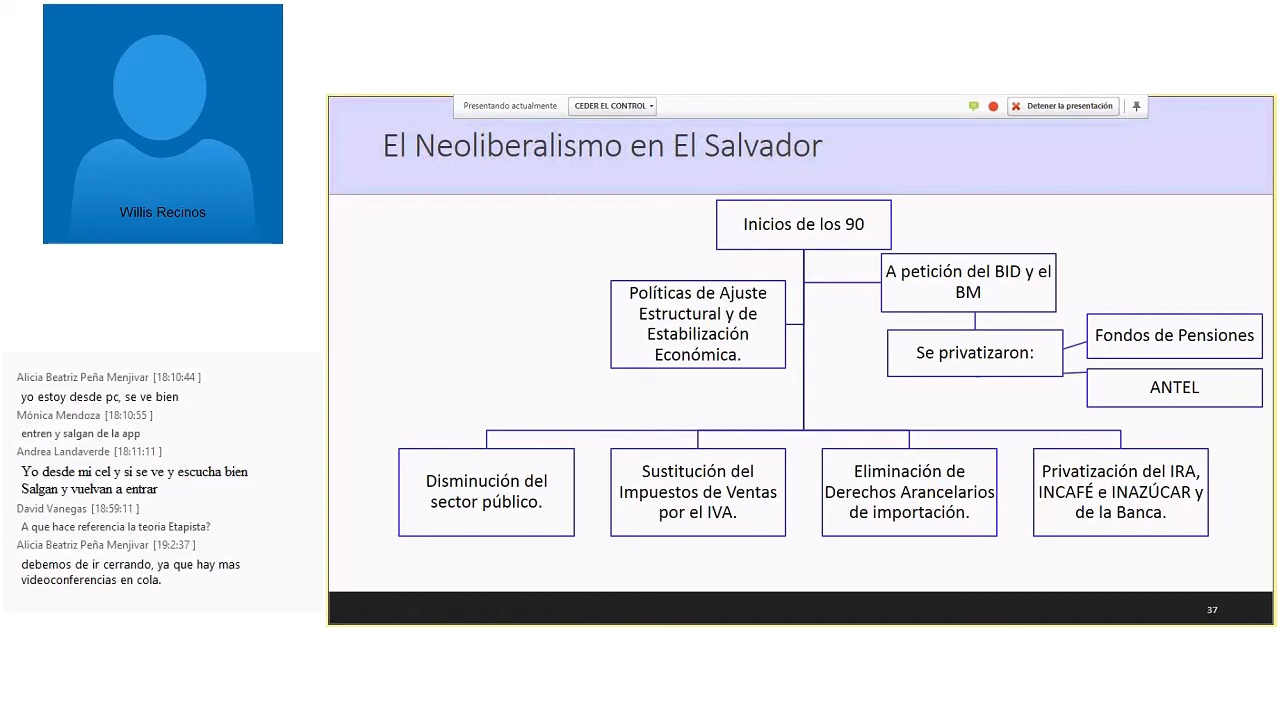 Willis Recinos
Alicia Beatriz Peña Menjivar [18:10:44 ]
yo estoy desde pc, se ve bien
Mónica Mendoza [18:10:55 ]
entren y salgan de la app
Andrea Landaverde [18:11:11 ]
Yo desde mi cel y si se ve y escucha bien
Salgan y vuelvan a entrar
David Vanegas [18:59:11 ]
A que hace referencia la teoria Etapista?
Alicia Beatriz Peña Menjivar [19:2:37 ]
debemos de ir cerrando, ya que hay mas
videoconferencias en cola.
Presentando actualmente
CEDER EL CONTROL
Detener la presentación
El Neoliberalismo en El Salvador
Inicios de los 90
A petición del BID y el
BM
Políticas de Ajuste
Estructural y de
Estabilización
Económica.
Se privatizaron:
Fondos de Pensiones
ANTEL
Disminución del
sector público.
Sustitución del
Impuestos de Ventas
por el IVA.
Eliminación de
Derechos Arancelarios
de importación.
Privatización del IRA,
INCAFÉ e INAZÚCAR y
de la Banca.
37